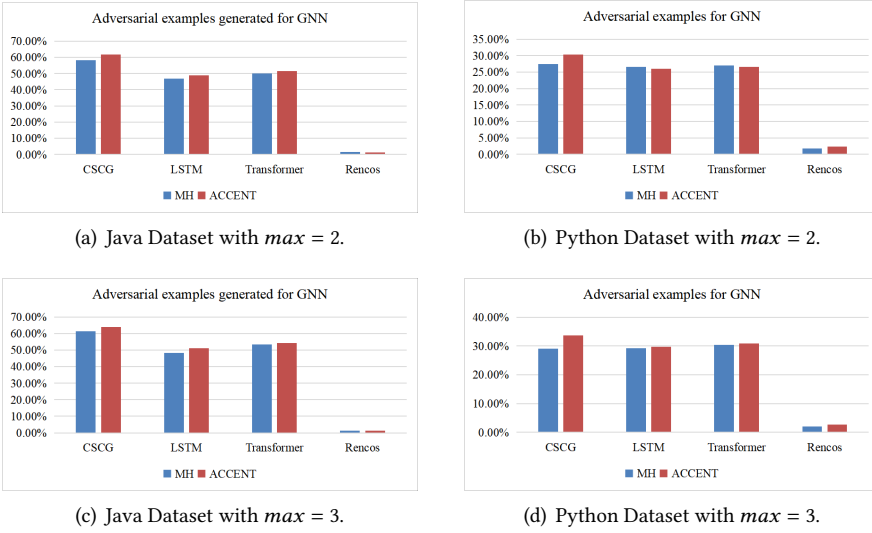 Adversarial examples generated for GNN
70.00%
60.00%
50.00%
40.00%
30.00%
20.00%
10.00%
0.00%
CSCG LSTM Transformer Rencos
MH ACCENT
(a) Java Dataset with max = 2.
Adversarial examples for GNN
35.00%
30.00%
25.00%
20.00%
15.00%
10.00%
5.00%
0.00%
CSCG LSTM Transformer Rencos
MH ACCENT
(b) Python Dataset with max = 2.
Adversarial examples generated for GNN
70.00%
60.00%
50.00%
40.00%
30.00%
20.00%
10.00%
0.00%
CSCG LSTM Transformer Rencos
MH ACCENT
(c) Java Dataset with max = 3.
Adversarial examples for GNN
40.00%
30.00%
20.00%
10.00%
0.00%
CSCG LSTM Transformer Rencos
MH ACCENT
(d) Python Dataset with max = 3.